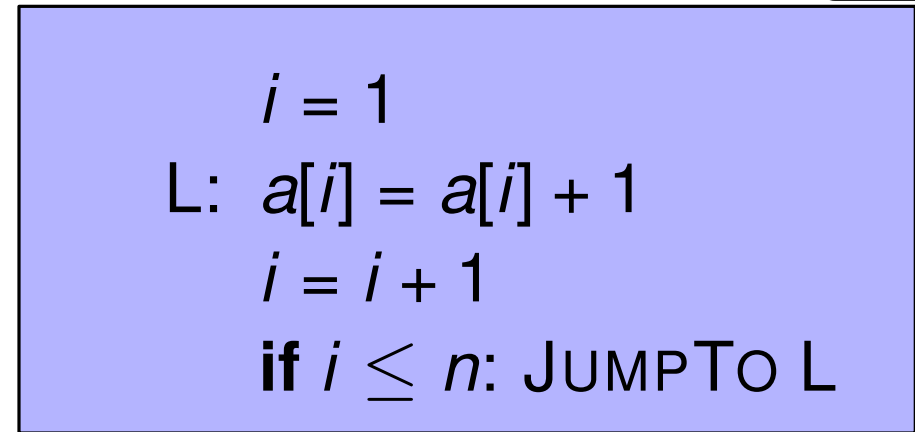 i = 1
L: a[i] = a[i] + 1
i = i + 1
if i ≤ n: JUMPTO L